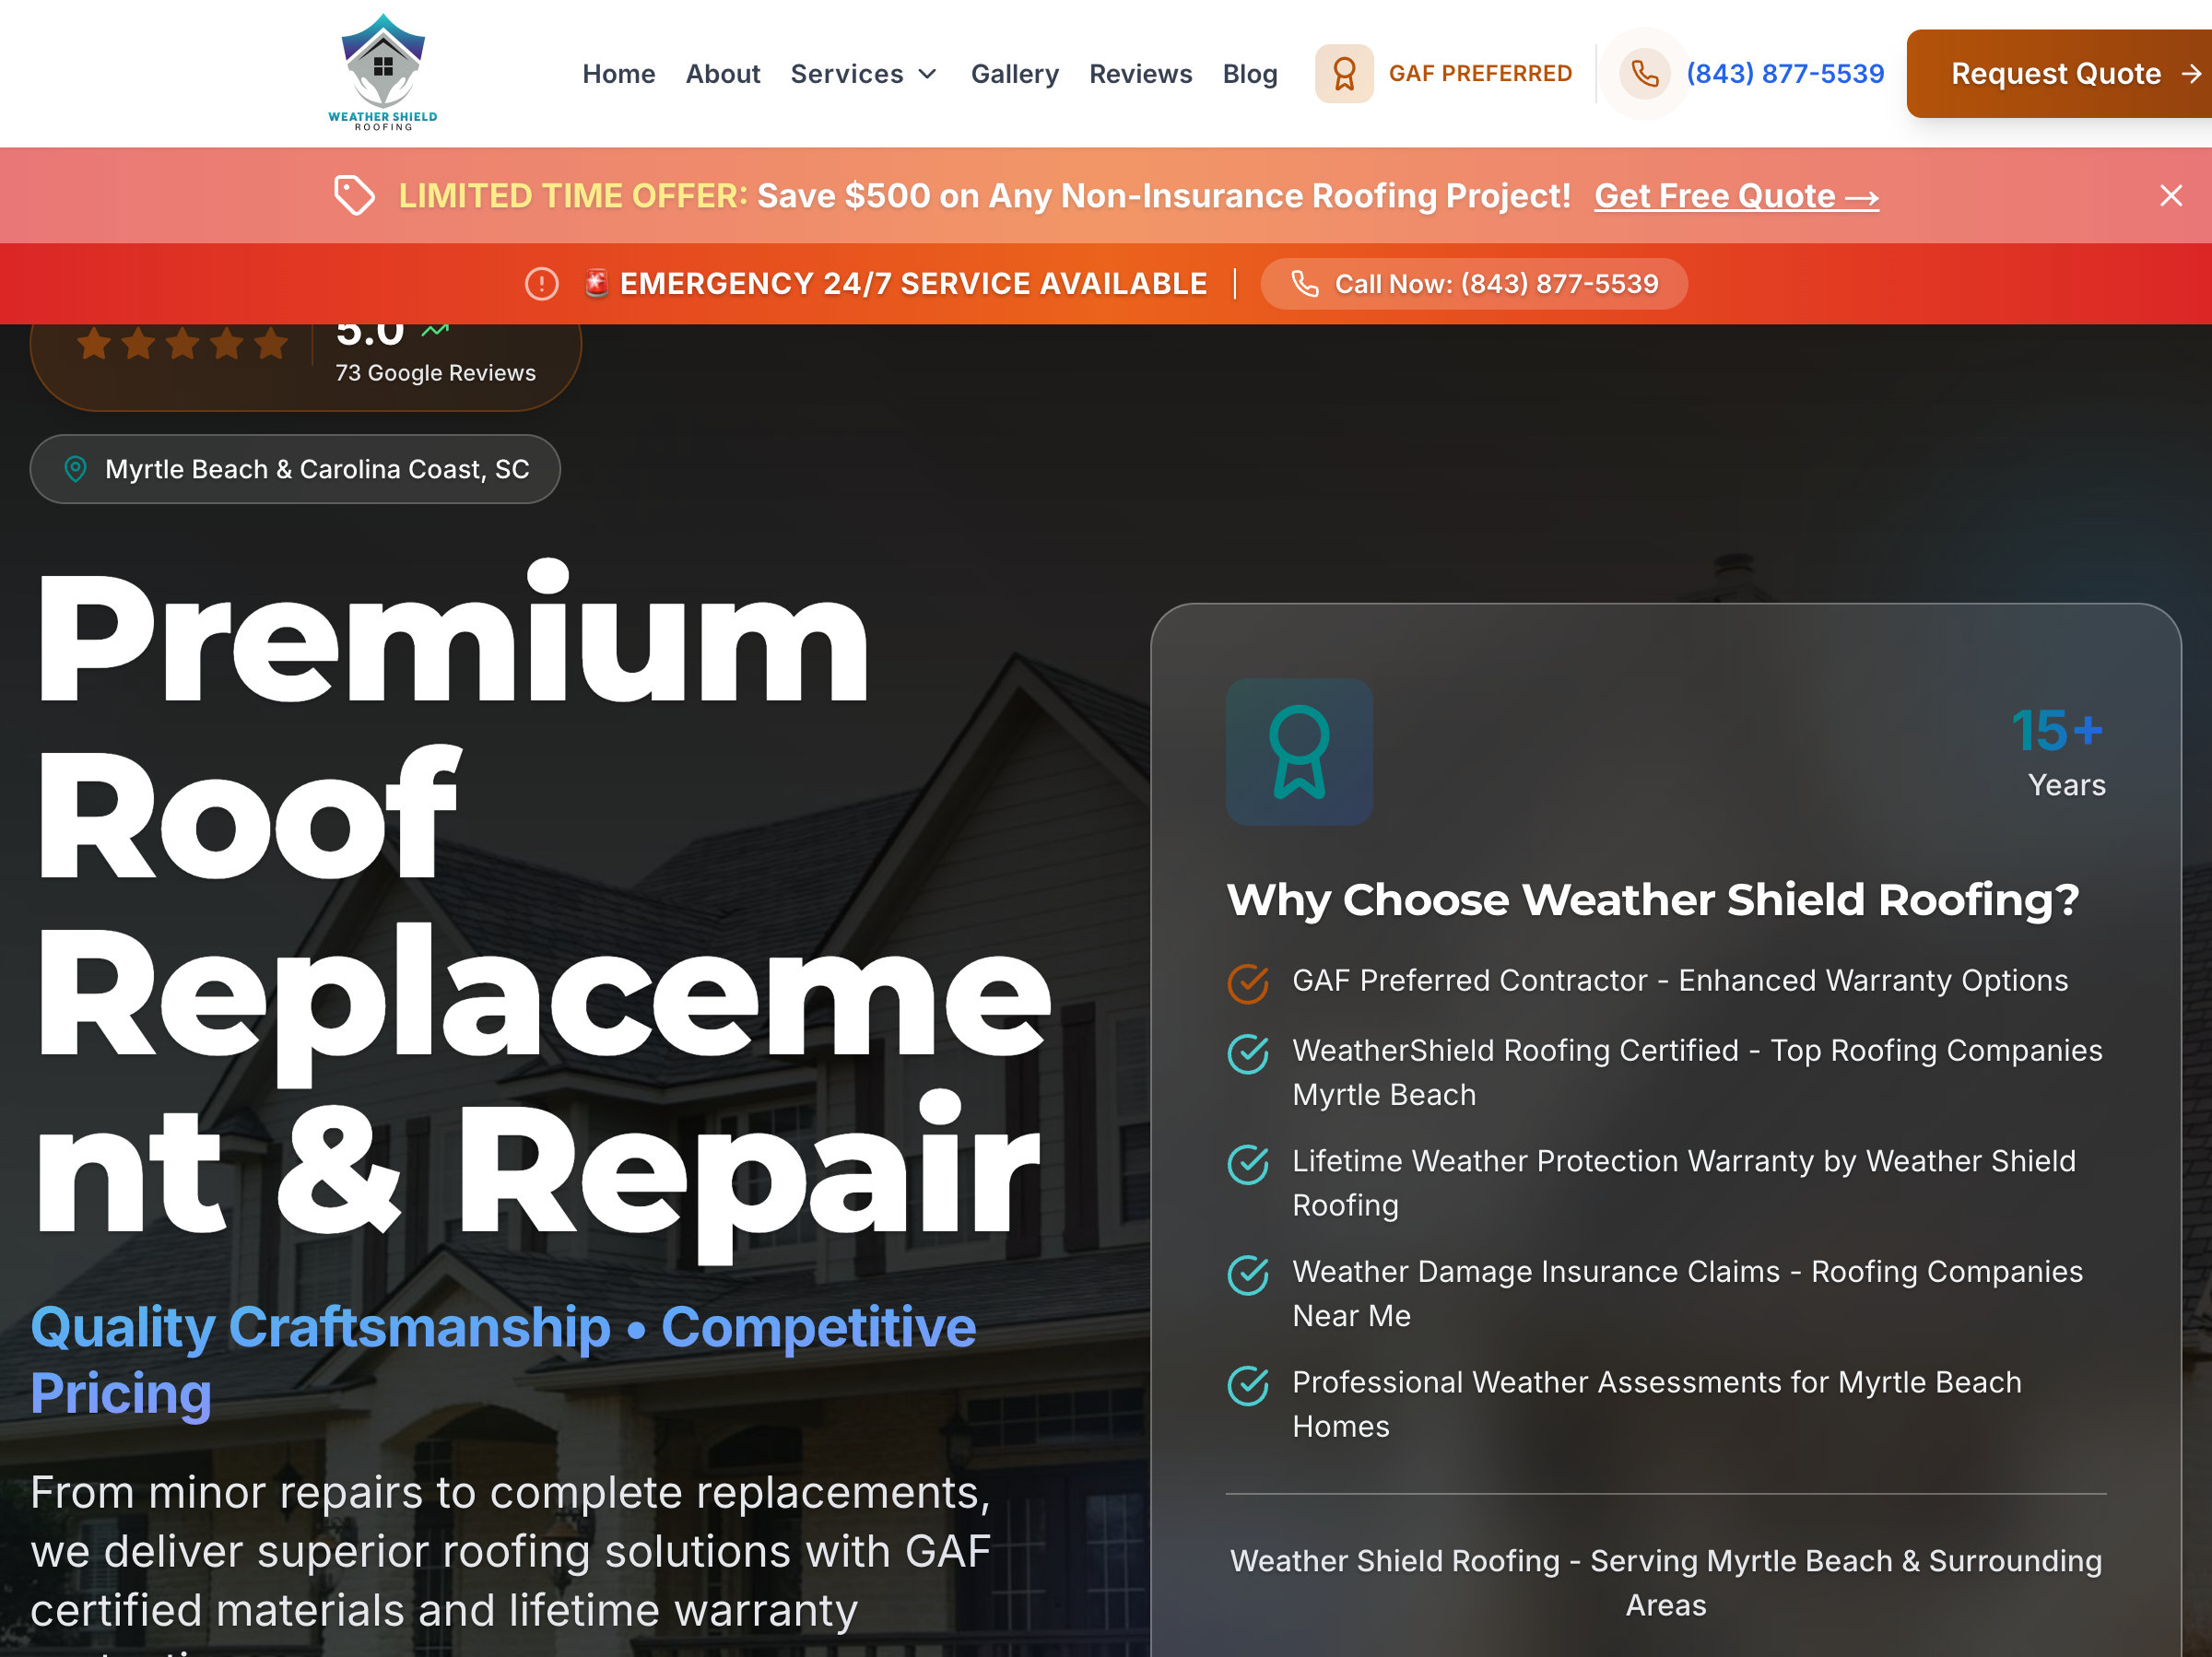 WEATHER SHIELD
ROOFING
Home About Services Gallery Reviews Blog GAF PREFERRED (843) 877-5539 Request Quote →
LIMITED TIME OFFER: Save $500 on Any Non-Insurance Roofing Project! Get Free Quote →
🚨 EMERGENCY 24/7 SERVICE AVAILABLE | Call Now: (843) 877-5539
5.0
73 Google Reviews
Myrtle Beach & Carolina Coast, SC
Premium
Roof
Replaceme
nt & Repair
Quality Craftsmanship • Competitive
Pricing
From minor repairs to complete replacements,
we deliver superior roofing solutions with GAF
certified materials and lifetime warranty
15+
Years
Why Choose Weather Shield Roofing?
GAF Preferred Contractor - Enhanced Warranty Options
WeatherShield Roofing Certified - Top Roofing Companies
Myrtle Beach
Lifetime Weather Protection Warranty by Weather Shield
Roofing
Weather Damage Insurance Claims - Roofing Companies
Near Me
Professional Weather Assessments for Myrtle Beach
Homes
Weather Shield Roofing - Serving Myrtle Beach & Surrounding
Areas